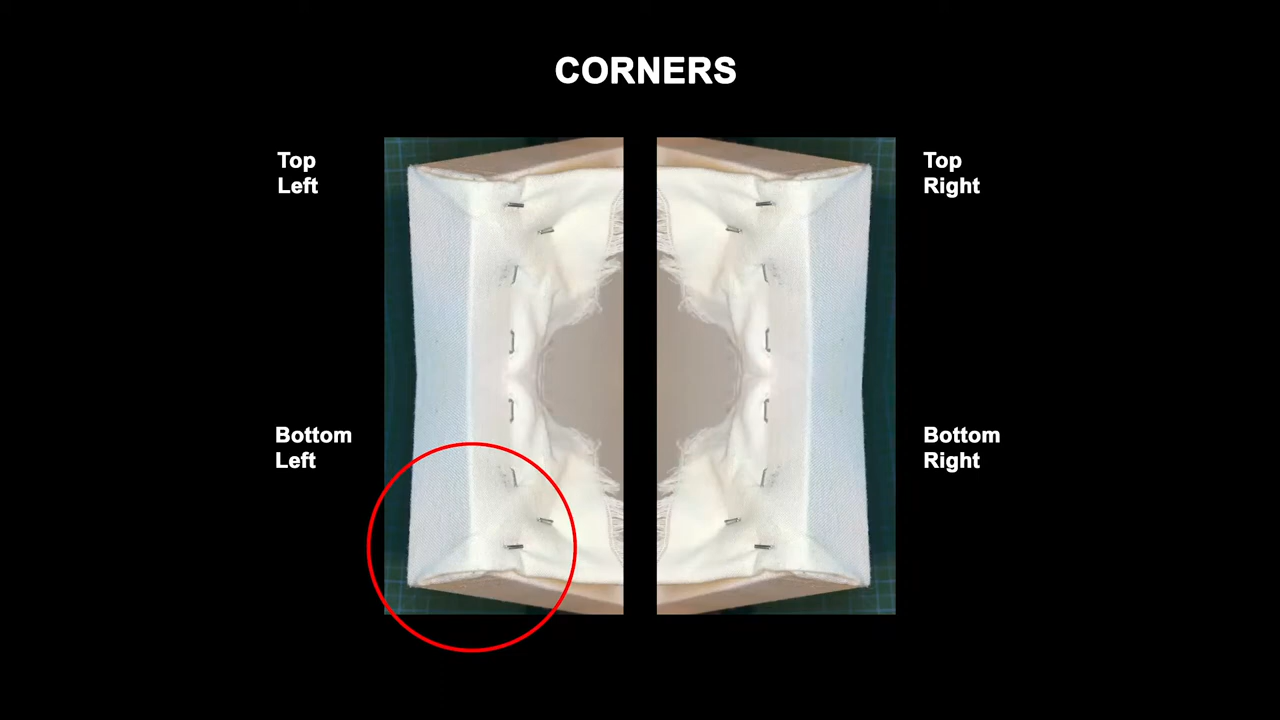 CORNERS
Top
Left
Top
Right
Bottom
Left
Bottom
Right